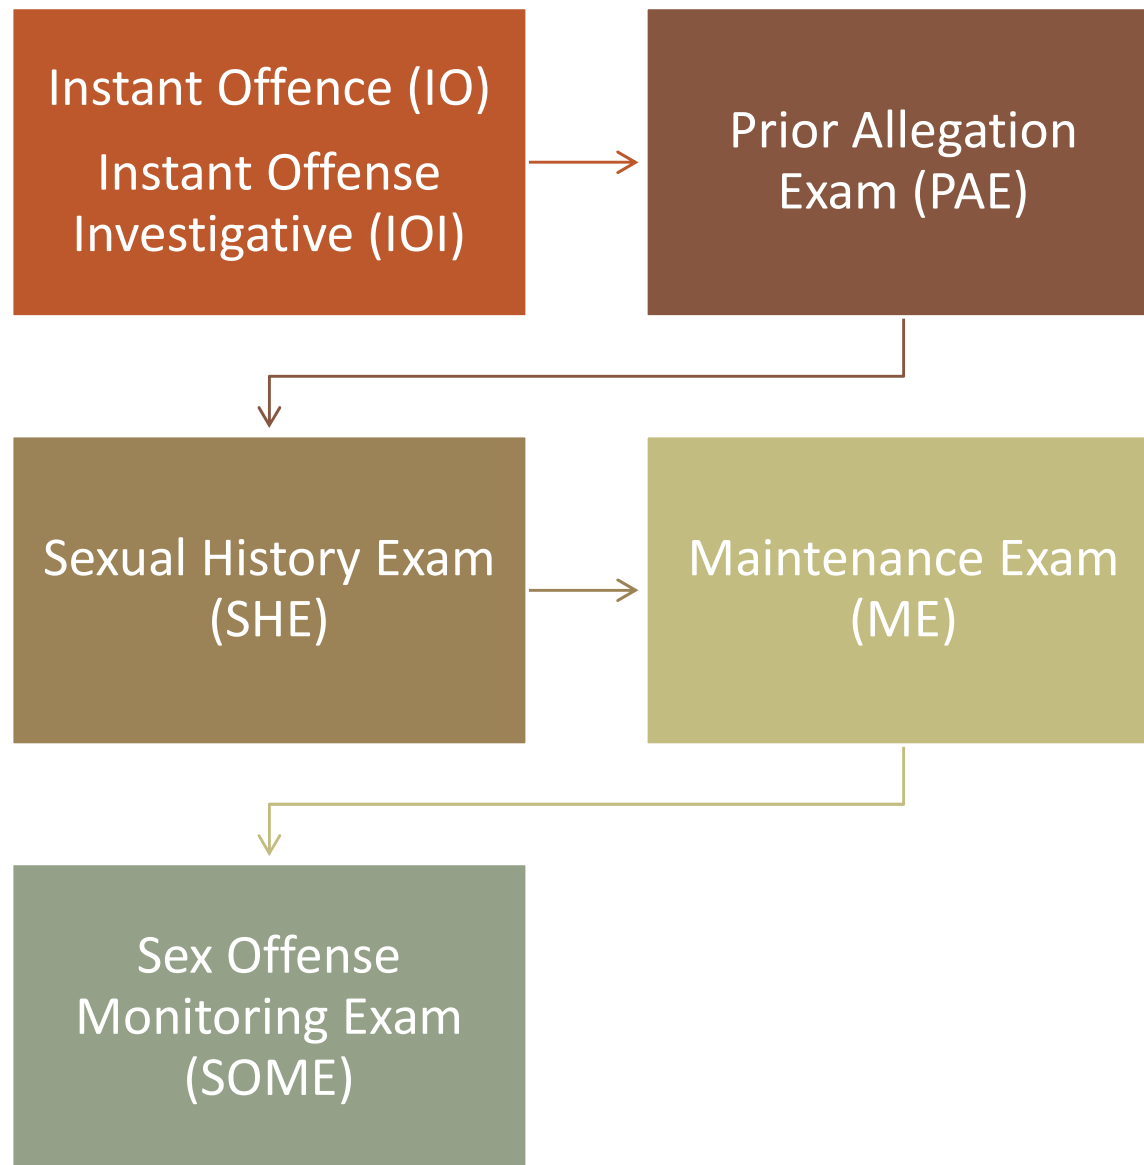 Instant Offence (IO)
Instant Offense
Investigative (IOI)
Prior Allegation
Exam (PAE)
Sexual History Exam
(SHE)
Maintenance Exam
(ME)
Sex Offense
Monitoring Exam
(SOME)